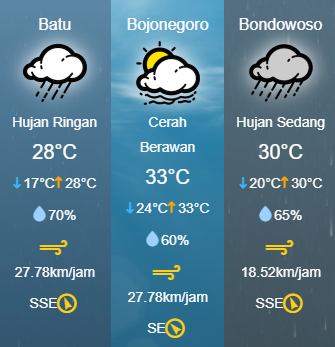 Batu
Hujan Ringan
28°C
17°C 28°C
70%
27.78km/jam
SSE
Bojonegoro
Cerah
Berawan
33°C
24°C 33°C
60%
27.78km/jam
SE
Bondowoso
Hujan Sedang
30°C
20°C 30°C
65%
18.52km/jam
SSE